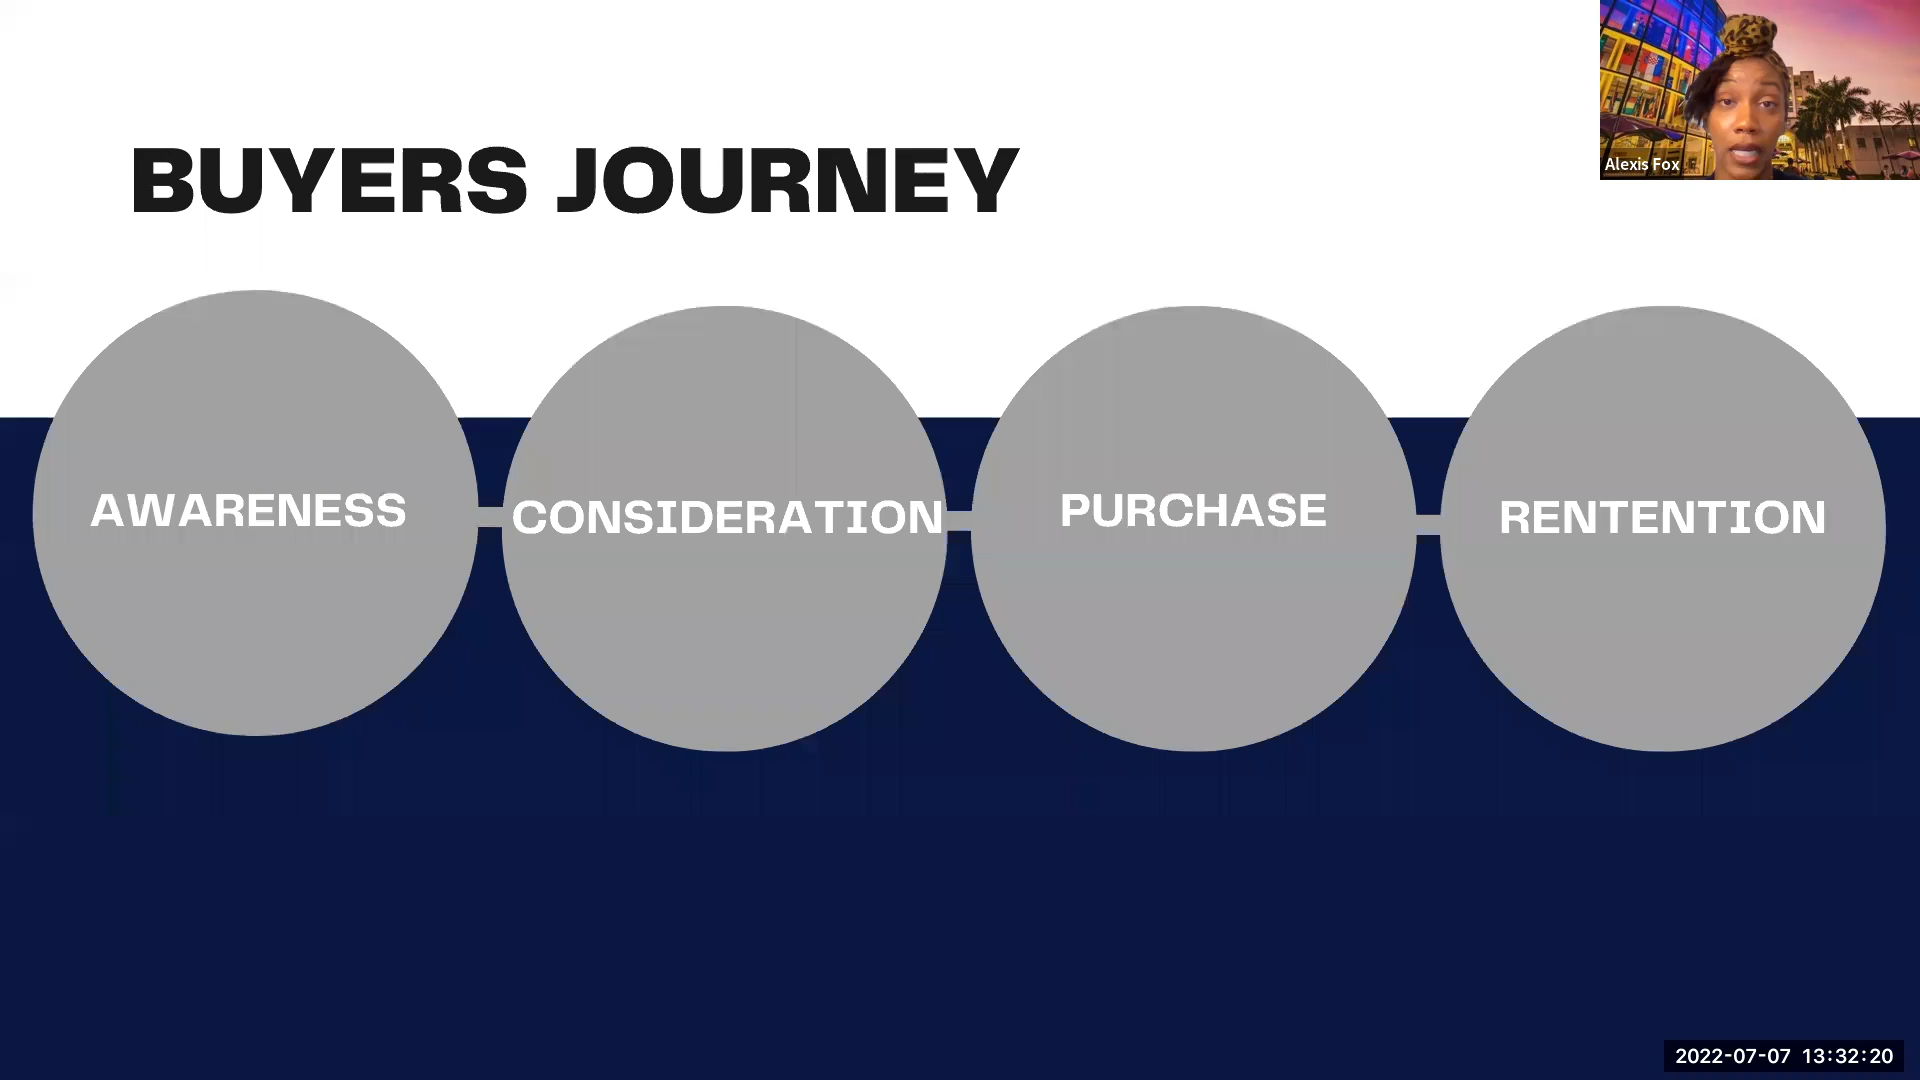 BUYERS JOURNEY
Alexis Fox
AWARENESS
CONSIDERATION
PURCHASE
RENTENTION
2022-07-07 13:32:20